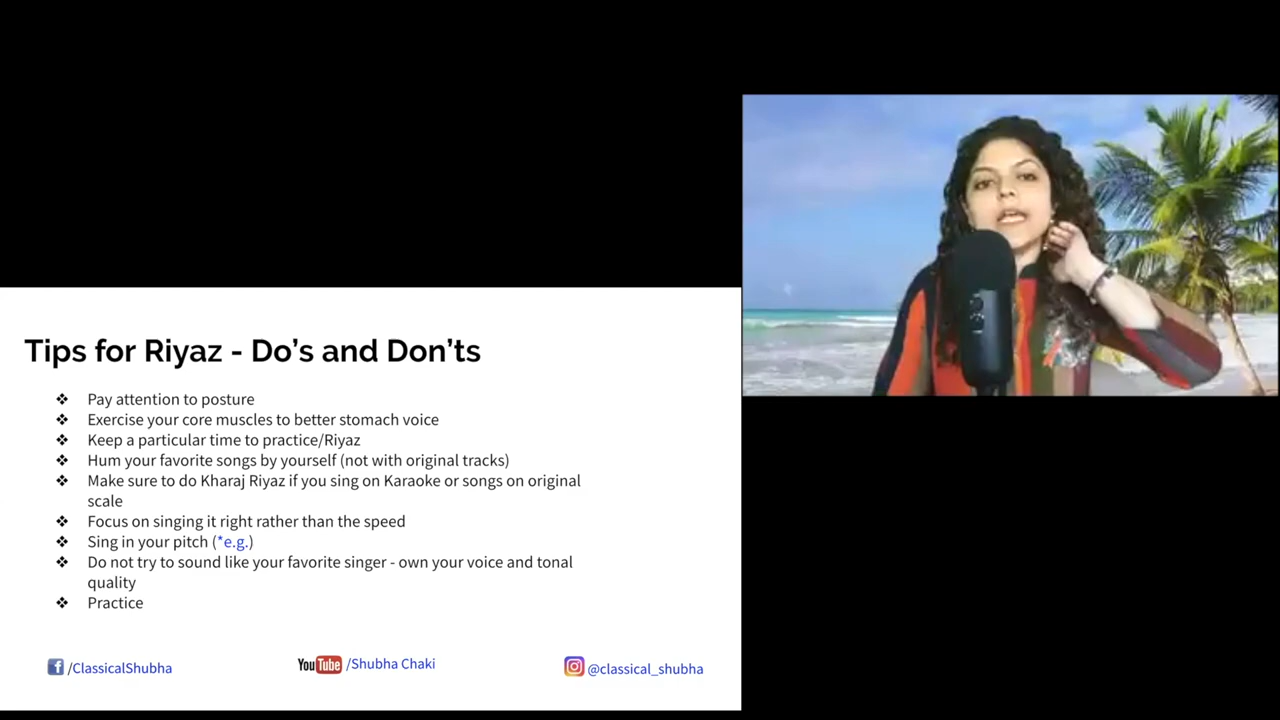 Tips for Riyaz - Do’s and Don’ts
❖ Pay attention to posture
❖ Exercise your core muscles to better stomach voice
❖ Keep a particular time to practice/Riyaz
❖ Hum your favorite songs by yourself (not with original tracks)
❖ Make sure to do Kharaj Riyaz if you sing on Karaoke or songs on original
scale
❖ Focus on singing it right rather than the speed
❖ Sing in your pitch (*e.g.)
❖ Do not try to sound like your favorite singer - own your voice and tonal
quality
❖ Practice
/ClassicalShubha
YouTube /Shubha Chaki
@classical_shubha